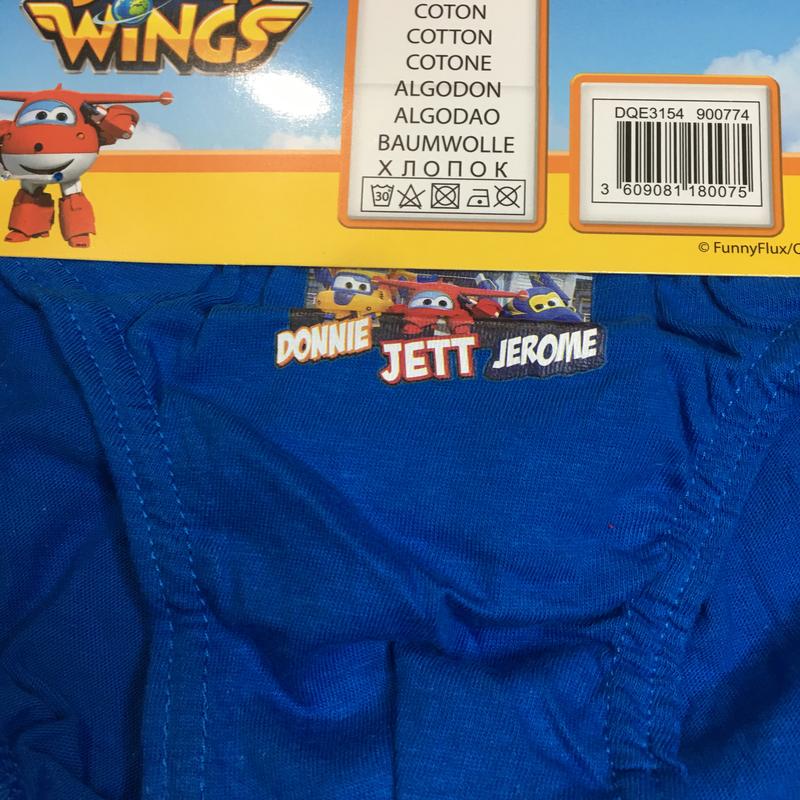 WINGS
COTON
COTTON
COTONE
ALGODON
ALGODAO
BAUMWOLLE
ХЛОПОК
30
DQE3154 900774
3 609081 180075
© FunnyFlux/
DONNIE
JETT
JEROME